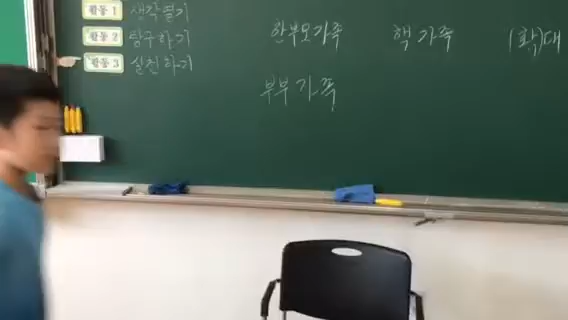 활동 1 생각열기
활동 2 탐구하기
활동 3 실천하기
한부모가족 핵가족 (확)대
부부가족